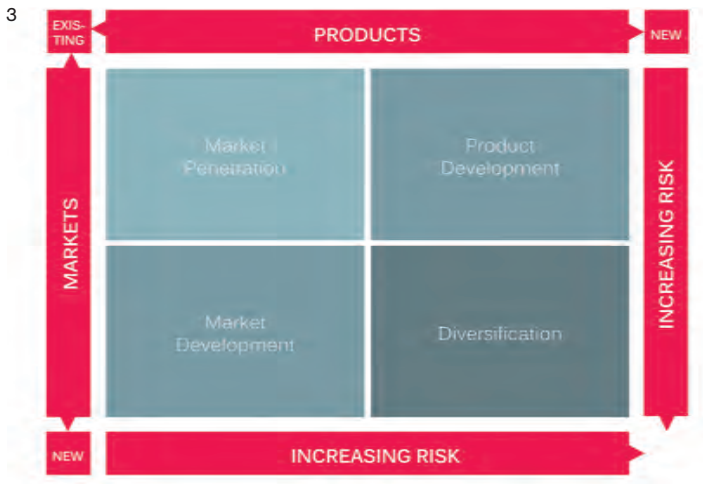 3
EXIS-
TING
PRODUCTS
NEW
MARKETS
Market
Penetration
Product
Development
INCREASING RISK
Market
Development
Diversification
NEW
INCREASING RISK